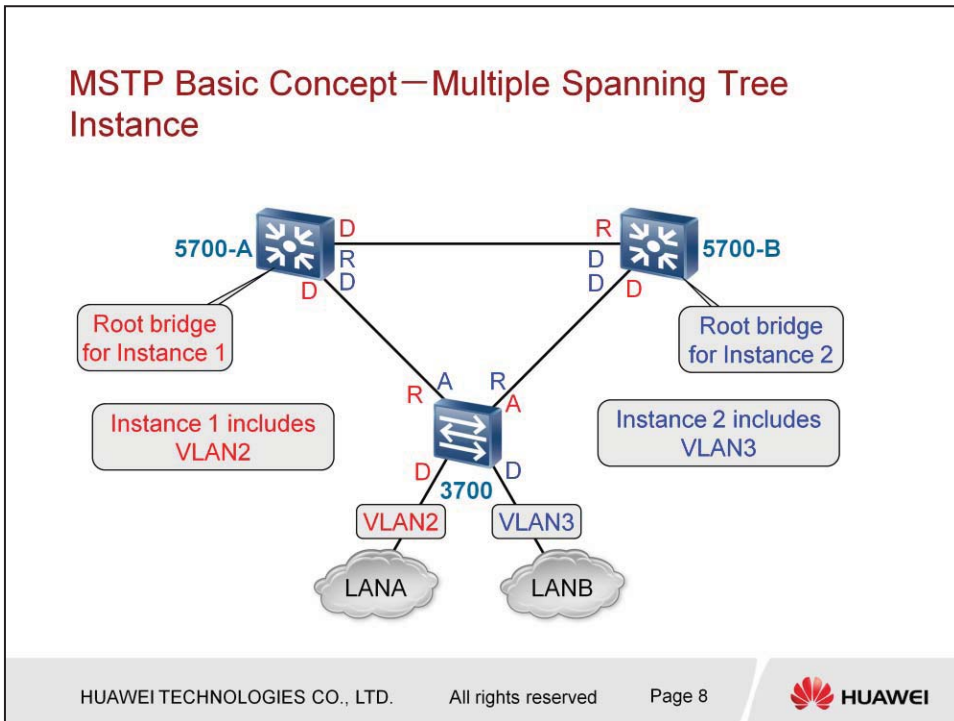 MSTP Basic Concept—Multiple Spanning Tree
Instance
D
R
5700-A
R
D
5700-B
D
D
D
D
Root bridge
for Instance 1
Root bridge
for Instance 2
A
R
R
A
Instance 1 includes
VLAN2
Instance 2 includes
VLAN3
D
D
3700
VLAN2
VLAN3
LANA
LANB
HUAWEI TECHNOLOGIES CO., LTD.
All rights reserved
Page 8
HUAWEI